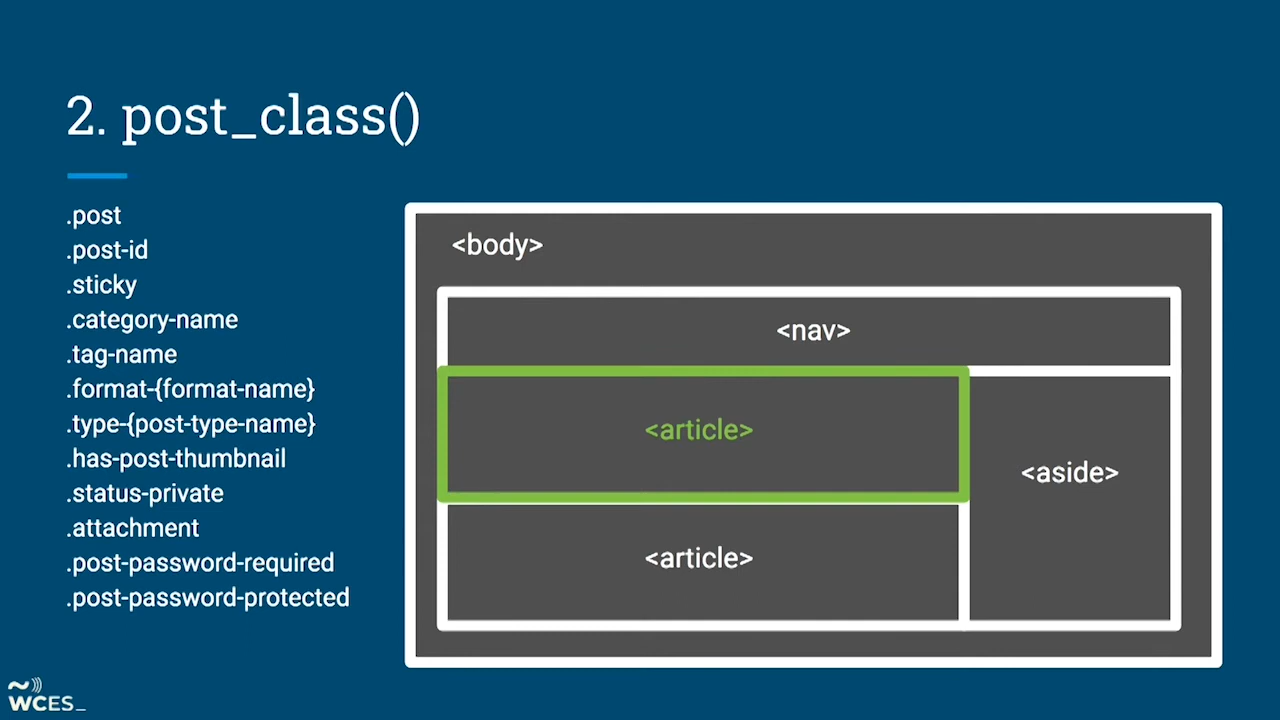 2. post_class()
.post
.post-id
.sticky
.category-name
.tag-name
.format-{format-name}
.type-{post-type-name}
.has-post-thumbnail
.status-private
.attachment
.post-password-required
.post-password-protected
<body>
<nav>
<article>
<aside>
<article>
WCES_